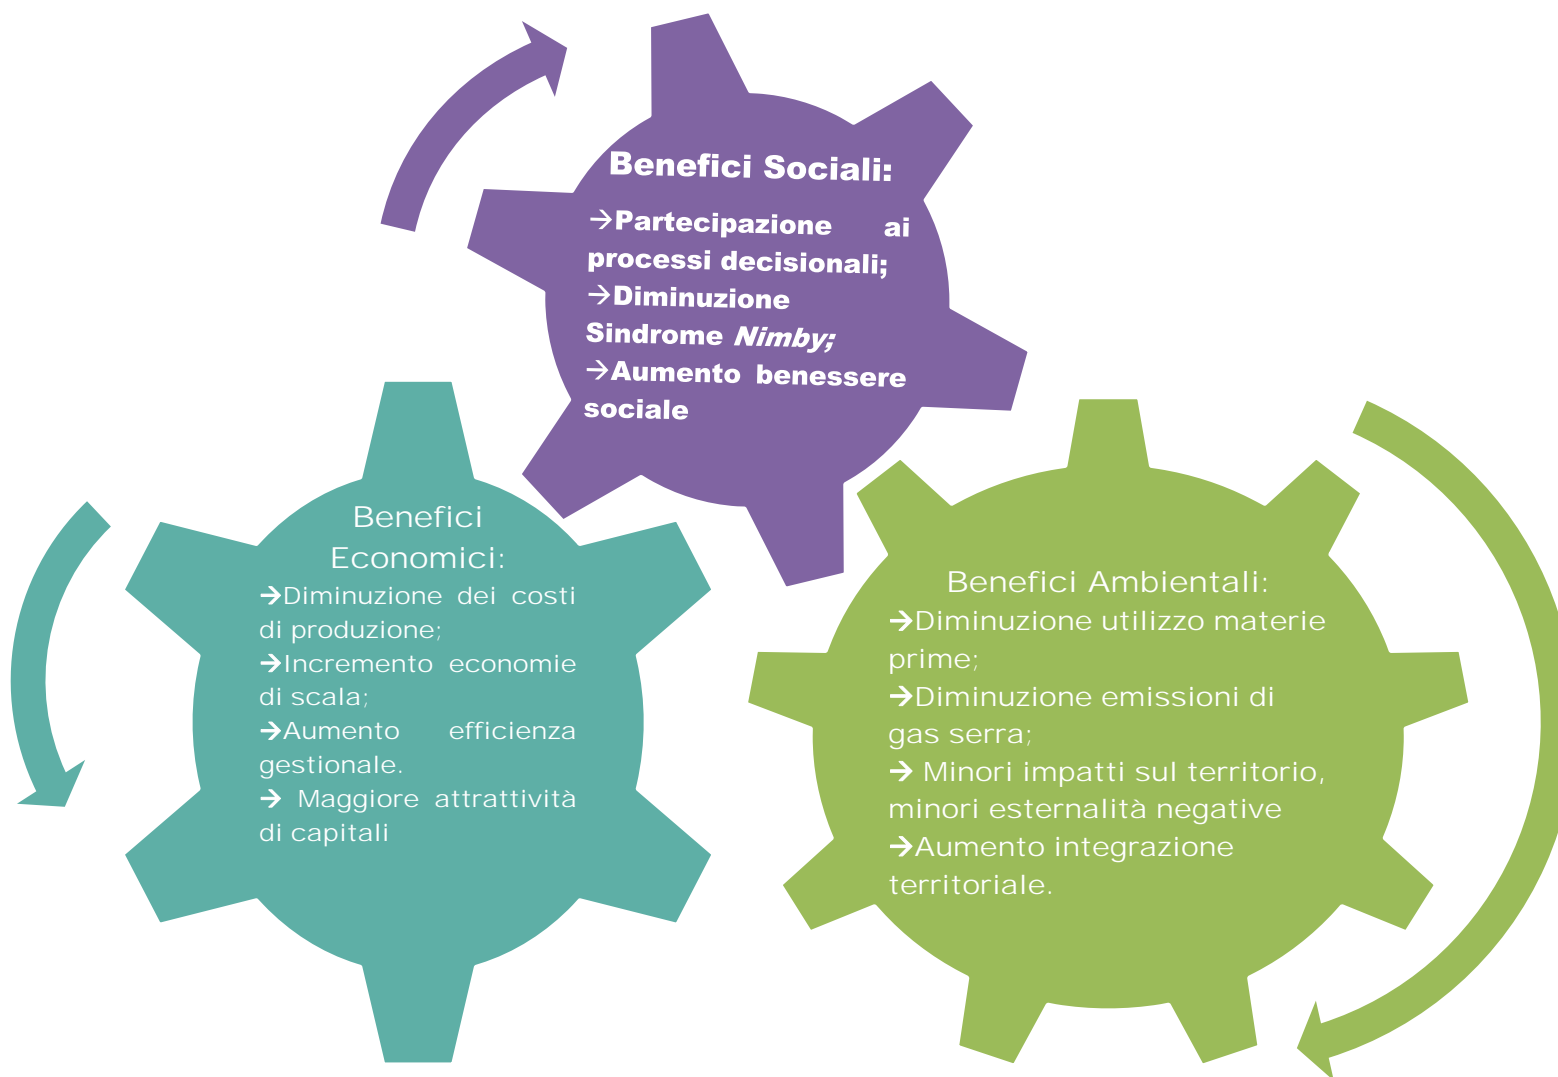 Benefici Sociali:
→Partecipazione ai
processi decisionali;
→Diminuzione
Sindrome Nimby;
→Aumento benessere
sociale
Benefici
Economici:
→Diminuzione dei costi
di produzione;
→Incremento economie
di scala;
→Aumento efficienza
gestionale.
→ Maggiore attrattività
di capitali
Benefici Ambientali:
→Diminuzione utilizzo materie
prime;
→Diminuzione emissioni di
gas serra;
→ Minori impatti sul territorio,
minori esternalità negative
→Aumento integrazione
territoriale.